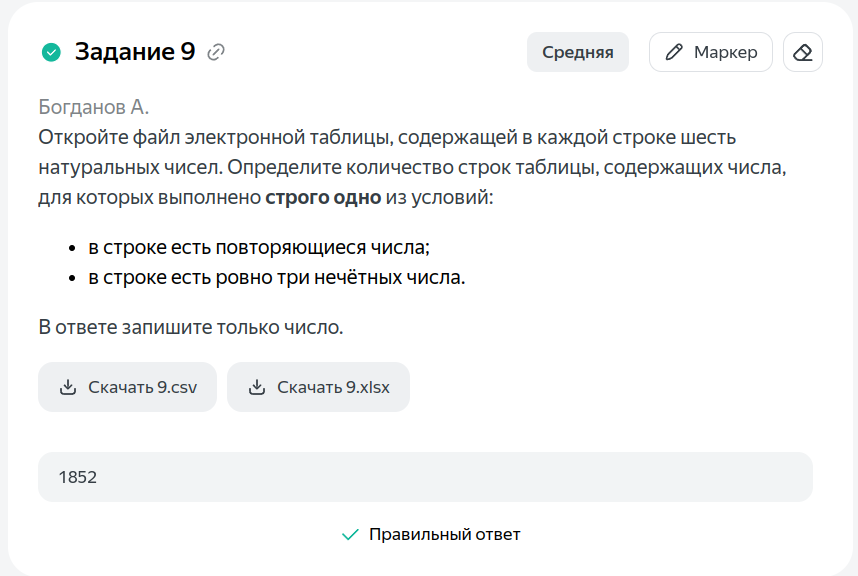 Задание 9
Средняя
Маркер
Богданов А.
Откройте файл электронной таблицы, содержащей в каждой строке шесть
натуральных чисел. Определите количество строк таблицы, содержащих числа,
для которых выполнено строго одно из условий:
• в строке есть повторяющиеся числа;
• в строке есть ровно три нечётных числа.
В ответе запишите только число.
Скачать 9.csv
Скачать 9.xlsx
1852
Правильный ответ